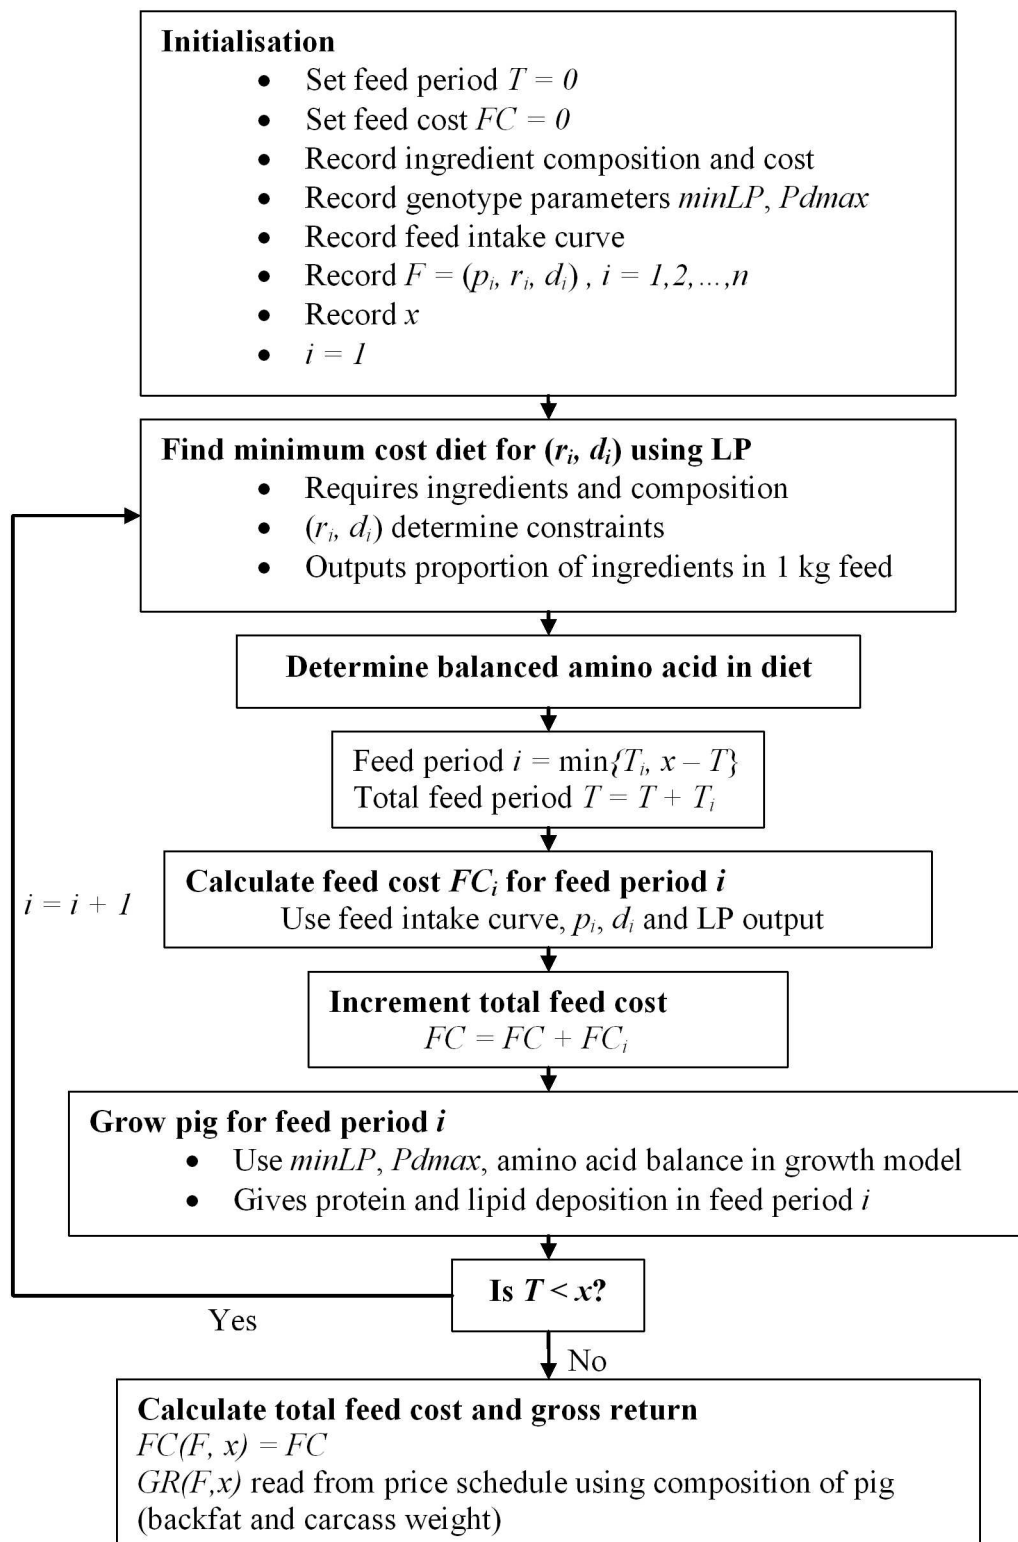 Initialisation
• Set feed period T = 0
• Set feed cost FC = 0
• Record ingredient composition and cost
• Record genotype parameters minLP, Pdmax
• Record feed intake curve
• Record F = (pᵢ, rᵢ, dᵢ) , i = 1,2,…,n
• Record x
• i = 1
Find minimum cost diet for (rᵢ, dᵢ) using LP
• Requires ingredients and composition
• (rᵢ, dᵢ) determine constraints
• Outputs proportion of ingredients in 1 kg feed
Determine balanced amino acid in diet
Feed period i = min{Tᵢ, x – T}
Total feed period T = T + Tᵢ
Calculate feed cost FCᵢ for feed period i
Use feed intake curve, pᵢ, dᵢ and LP output
i = i + 1
Increment total feed cost
FC = FC + FCᵢ
Grow pig for feed period i
• Use minLP, Pdmax, amino acid balance in growth model
• Gives protein and lipid deposition in feed period i
Is T < x?
Yes
No
Calculate total feed cost and gross return
FC(F, x) = FC
GR(F,x) read from price schedule using composition of pig
(backfat and carcass weight)